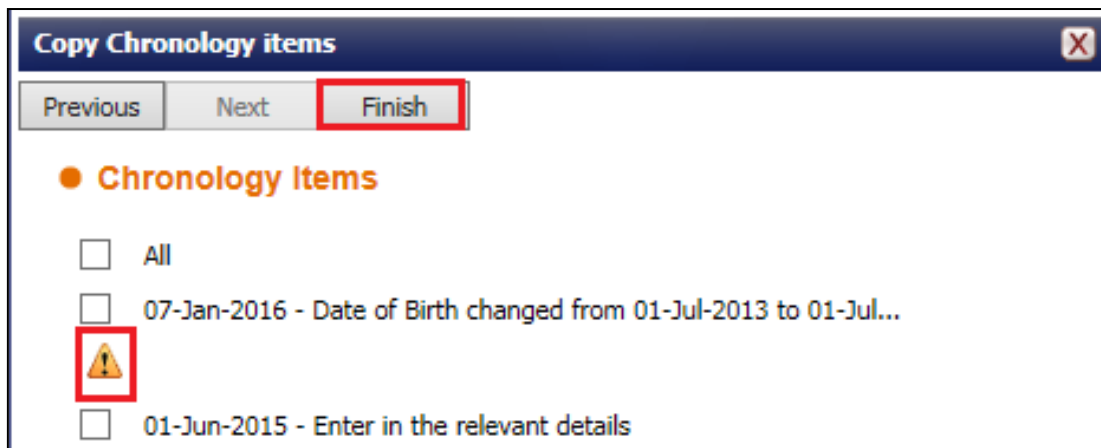 Copy Chronology items
Previous Next Finish
Chronology Items
All
07-Jan-2016 - Date of Birth changed from 01-Jul-2013 to 01-Jul...
01-Jun-2015 - Enter in the relevant details